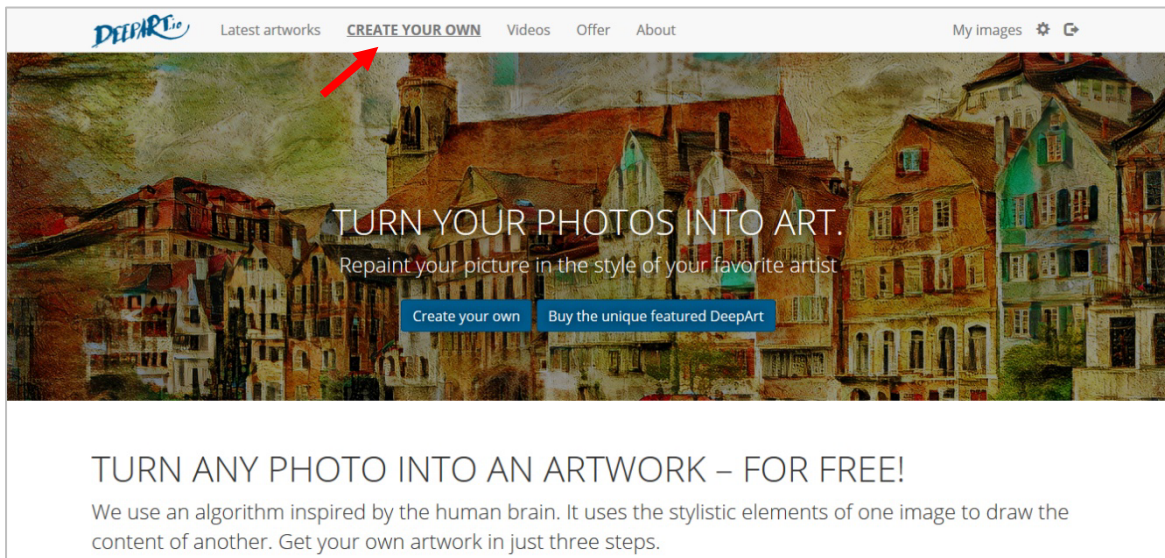 DEEPART.io Latest artworks CREATE YOUR OWN Videos Offer About My images
TURN YOUR PHOTOS INTO ART.
Repaint your picture in the style of your favorite artist
Create your own Buy the unique featured DeepArt
TURN ANY PHOTO INTO AN ARTWORK – FOR FREE!
We use an algorithm inspired by the human brain. It uses the stylistic elements of one image to draw the
content of another. Get your own artwork in just three steps.